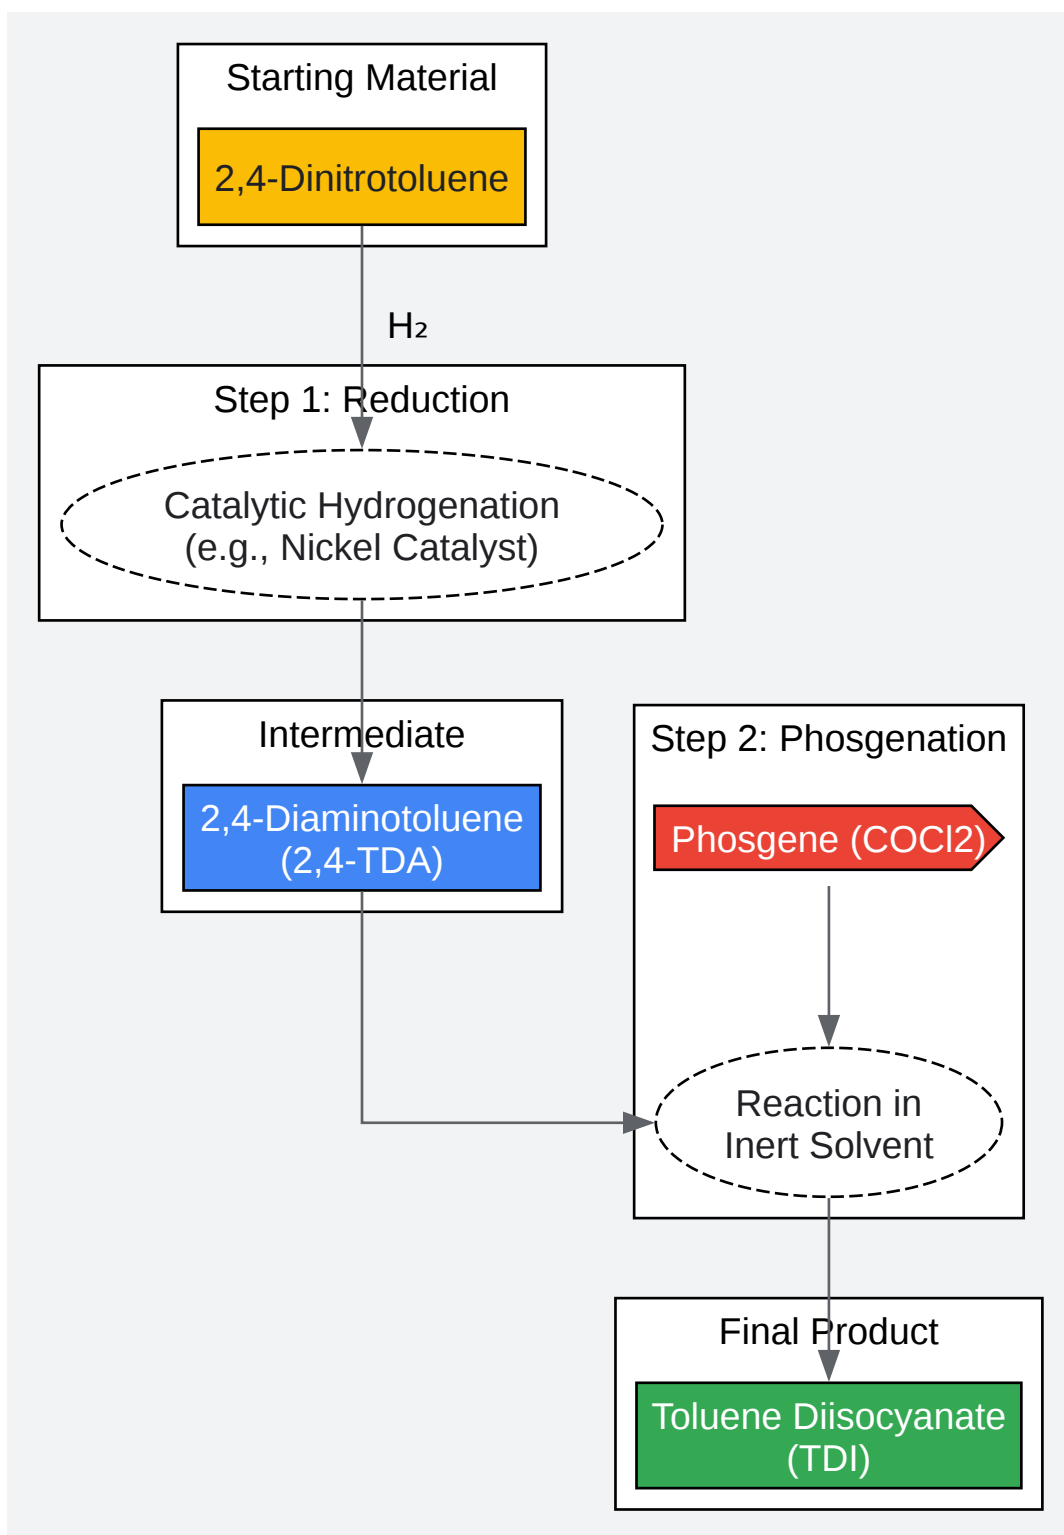 Starting Material
2,4-Dinitrotoluene
H₂
Step 1: Reduction
Catalytic Hydrogenation
(e.g., Nickel Catalyst)
Intermediate
2,4-Diaminotoluene
(2,4-TDA)
Step 2: Phosgenation
Phosgene (COCl2)
Reaction in
Inert Solvent
Final Product
Toluene Diisocyanate
(TDI)